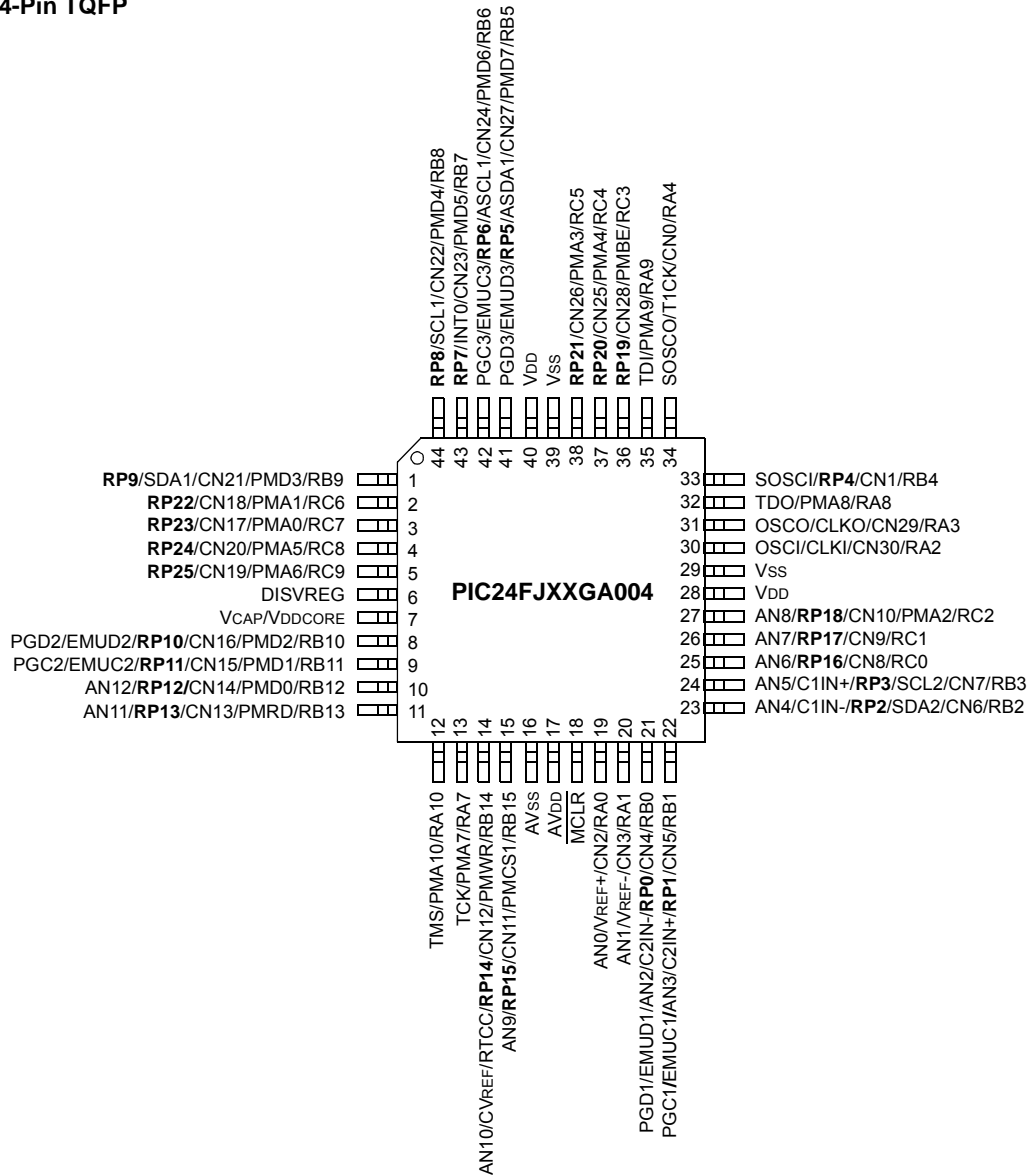 4-Pin TQFP
RP8/SCL1/CN22/PMD4/RB8
RP7/INT0/CN23/PMD5/RB7
PGC3/EMUC3/RP6/ASCL1/CN24/PMD6/RB6
PGD3/EMUD3/RP5/ASDA1/CN27/PMD7/RB5
VDD
VSS
RP21/CN26/PMA3/RC5
RP20/CN25/PMA4/RC4
RP19/CN28/PMBE/RC3
TDI/PMA9/RA9
SOSCO/T1CK/CN0/RA4
44
43
42
41
40
39
38
37
36
35
34
RP9/SDA1/CN21/PMD3/RB9 1
RP22/CN18/PMA1/RC6 2
RP23/CN17/PMA0/RC7 3
RP24/CN20/PMA5/RC8 4
RP25/CN19/PMA6/RC9 5
DISVREG 6
VCAP/VDDCORE 7
PGD2/EMUD2/RP10/CN16/PMD2/RB10 8
PGC2/EMUC2/RP11/CN15/PMD1/RB11 9
AN12/RP12/CN14/PMD0/RB12 10
AN11/RP13/CN13/PMRD/RB13 11
PIC24FJXXGA004
33 SOSCI/RP4/CN1/RB4
32 TDO/PMA8/RA8
31 OSCO/CLKO/CN29/RA3
30 OSCI/CLKI/CN30/RA2
29 VSS
28 VDD
27 AN8/RP18/CN10/PMA2/RC2
26 AN7/RP17/CN9/RC1
25 AN6/RP16/CN8/RC0
24 AN5/C1IN+/RP3/SCL2/CN7/RB3
23 AN4/C1IN-/RP2/SDA2/CN6/RB2
12
13
14
15
16
17
18
19
20
21
22
TMS/PMA10/RA10
TCK/PMA7/RA7
AN10/CVREF/RTCC/RP14/CN12/PMWR/RB14
AN9/RP15/CN11/PMCS1/RB15
AVSS
AVDD
MCLR
AN0/VREF+/CN2/RA0
AN1/VREF-/CN3/RA1
PGD1/EMUD1/AN2/C2IN-/RP0/CN4/RB0
PGC1/EMUC1/AN3/C2IN+/RP1/CN5/RB1